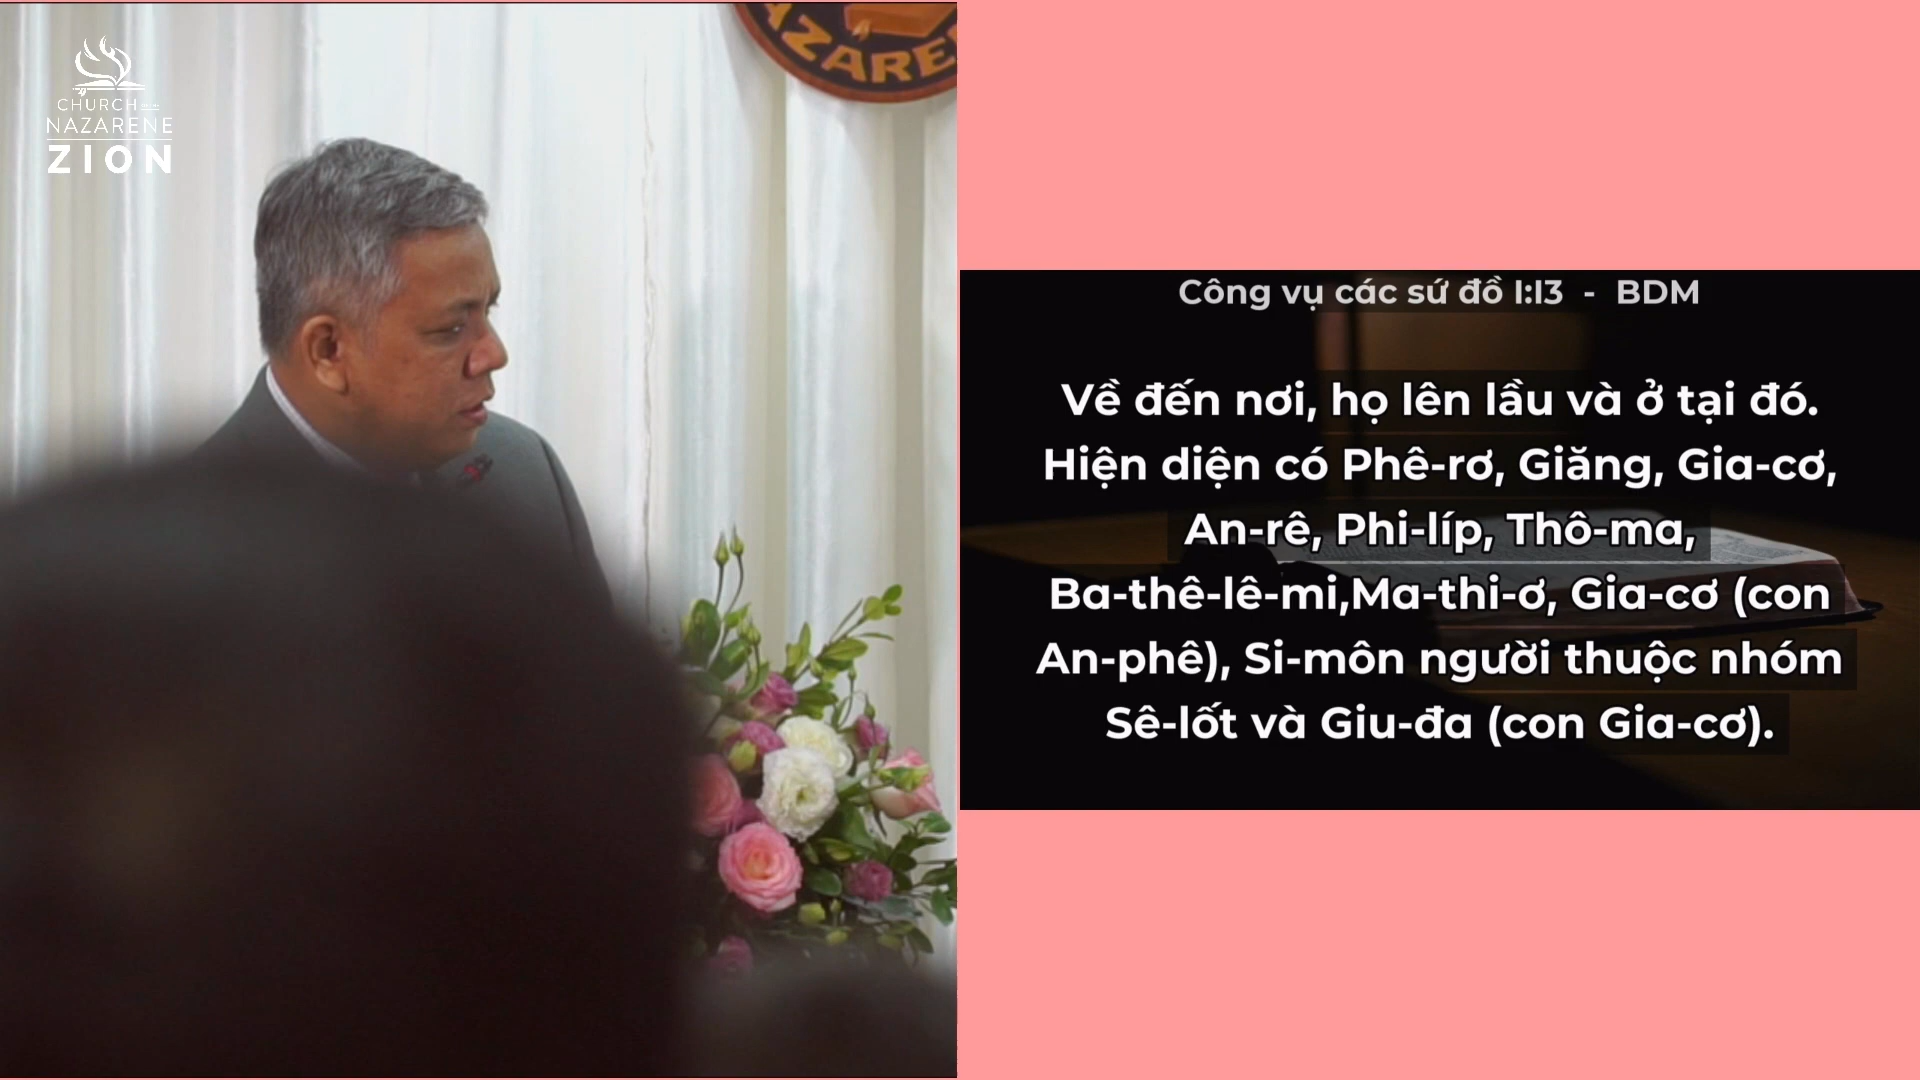 CHURCH
NAZARENE
ZION
Công vụ các sứ đồ 1:13 - BDM
Về đến nơi, họ lên lầu và ở tại đó.
Hiện diện có Phê-rơ, Giăng, Gia-cơ,
An-rê, Phi-líp, Thô-ma,
Ba-thê-lê-mi,Ma-thi-ơ, Gia-cơ (con
An-phê), Si-môn người thuộc nhóm
Sê-lốt và Giu-đa (con Gia-cơ).